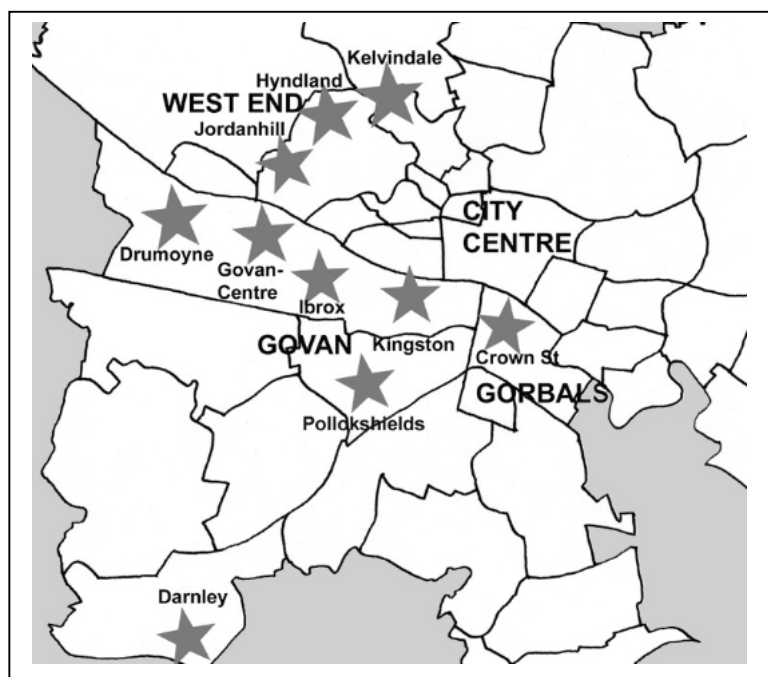 Kelvindale
Hyndland
WEST END
Jordanhill
CITY
CENTRE
Drumoyne
Govan-
Centre
Ibrox
GOVAN
Kingston
Crown St
GORBALS
Pollokshields
Darnley